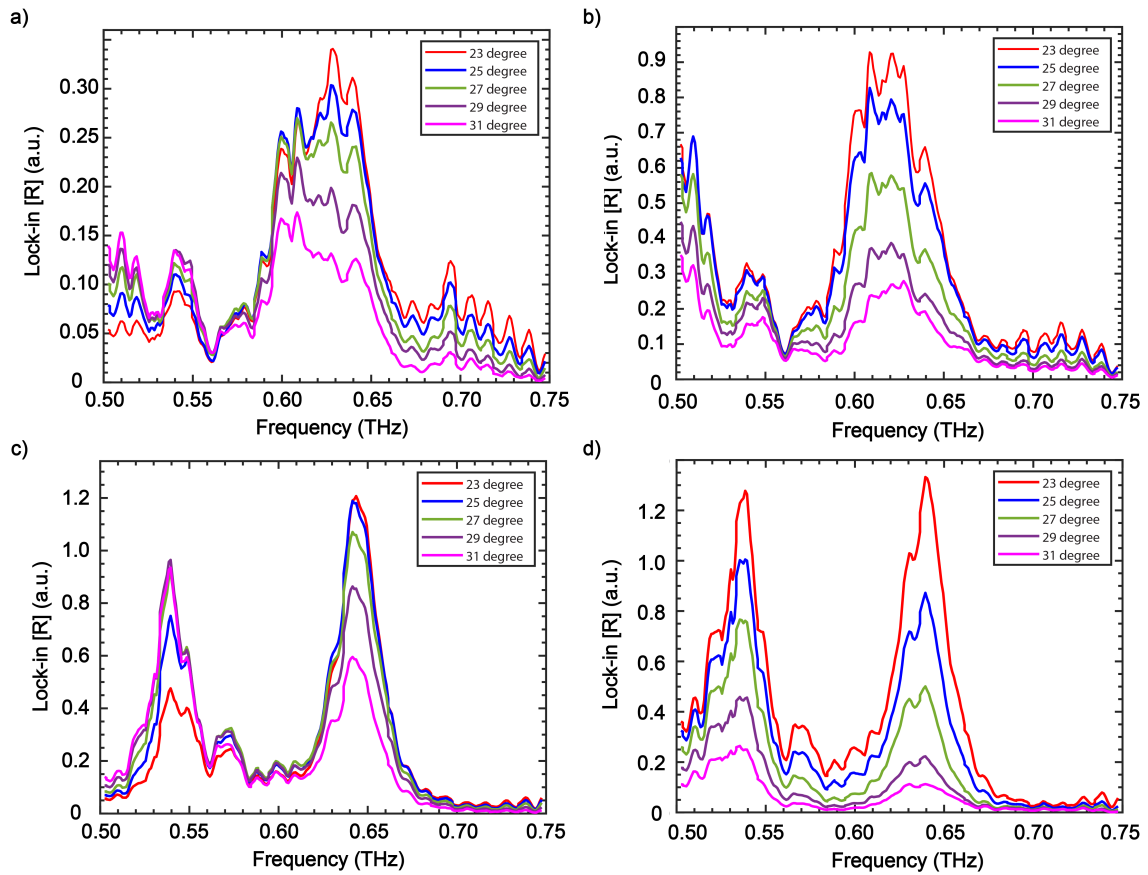 a)
Lock-in [R] (a.u.)
0.30
0.25
0.20
0.15
0.10
0.05
0
23 degree
25 degree
27 degree
29 degree
31 degree
0.50 0.55 0.60 0.65 0.70 0.75
Frequency (THz)
b)
Lock-in [R] (a.u.)
0.9
0.8
0.7
0.6
0.5
0.4
0.3
0.2
0.1
0
23 degree
25 degree
27 degree
29 degree
31 degree
0.50 0.55 0.60 0.65 0.70 0.75
Frequency (THz)
c)
Lock-in [R] (a.u.)
1.2
1.0
0.8
0.6
0.4
0.2
0
23 degree
25 degree
27 degree
29 degree
31 degree
0.50 0.55 0.60 0.65 0.70 0.75
Frequency (THz)
d)
Lock-in [R] (a.u.)
1.2
1.0
0.8
0.6
0.4
0.2
0
23 degree
25 degree
27 degree
29 degree
31 degree
0.50 0.55 0.60 0.65 0.70 0.75
Frequency (THz)